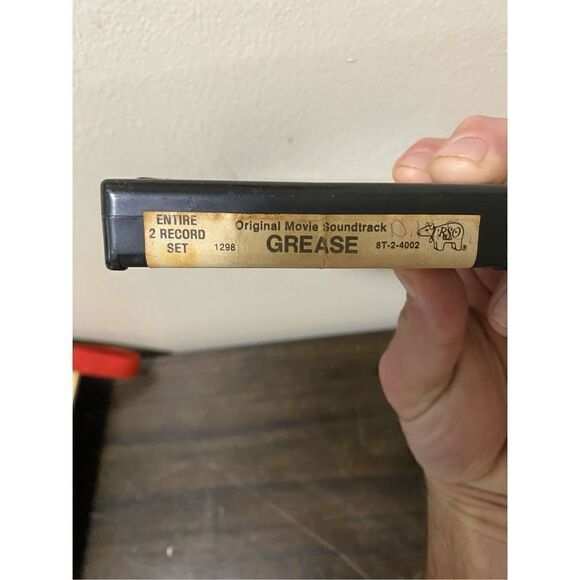 ENTIRE
2 RECORD
SET
1298
Original Movie Soundtrack
GREASE
8T-2-4002
RSO
®